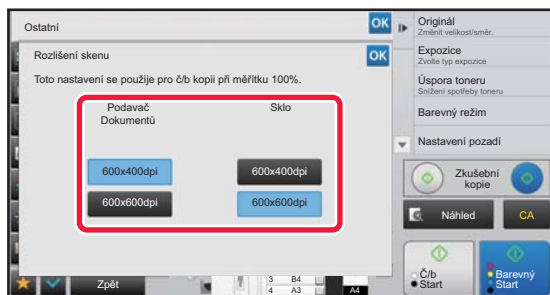 Ostatní
OK
Rozlišení skenu
OK
Toto nastavení se použije pro č/b kopii při měřítku 100%.
Podavač
Dokumentů
Sklo
600x400dpi
600x400dpi
600x600dpi
600x600dpi
Originál
Změnit velikost/směr.
Expozice
Zvolte typ expozice
Úspora toneru
Snížení spotřeby toneru
Barevný režim
Nastavení pozadí
Zkušební
kopie
Náhled
CA
Č/b
Start
Barevný
Start
Zpět
3 B4
4 A3
A4